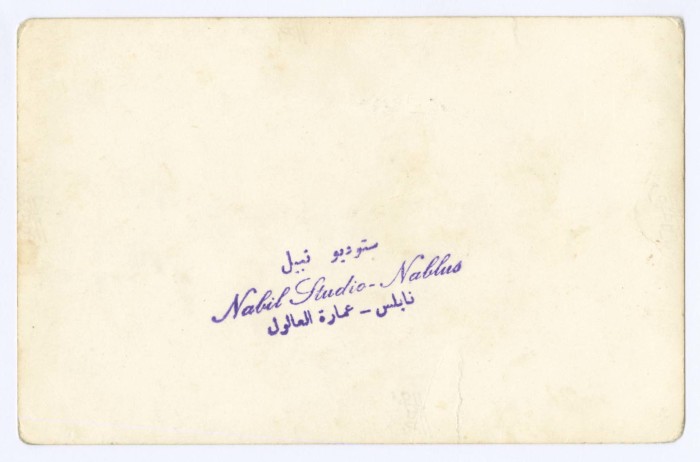 ستوديو نبيل
Nabil Studio - Nablus
نابلس - عمارة العالول